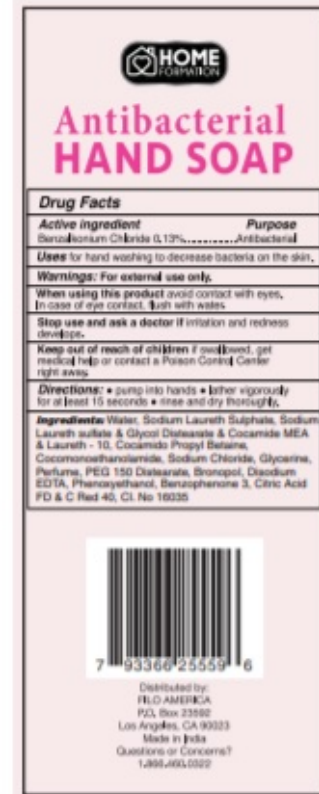 HOME
FORMATION
Antibacterial
HAND SOAP
Drug Facts
Active ingredient Purpose
Benzalkonium Chloride 0.13%............Antibacterial
Uses for hand washing to decrease bacteria on the skin.
Warnings: For external use only.
When using this product avoid contact with eyes.
In case of eye contact, flush with water.
Stop use and ask a doctor if irritation and redness
develops.
Keep out of reach of children if swallowed, get
medical help or contact a Poison Control Center
right away.
Directions: • pump into hands • lather vigorously
for at least 15 seconds • rinse and dry thoroughly.
Ingredients: Water, Sodium Laureth Sulphate, Sodium
Laureth sulfate & Glycol Distearate & Cocamide MEA
& Laureth - 10, Cocamido Propyl Betaine,
Cocomonoethanolamide, Sodium Chloride, Glycerine,
Perfume, PEG 150 Distearate, Bronopol, Disodium
EDTA, Phenoxyethanol, Benzophenone 3, Citric Acid
FD & C Red 40, CI. No 16035
7 93366 25559 6
Distributed by:
FILO AMERICA
P.O. Box 23592
Los Angeles, CA 90023
Made in India
Questions or Concerns?
1.866.460.0322